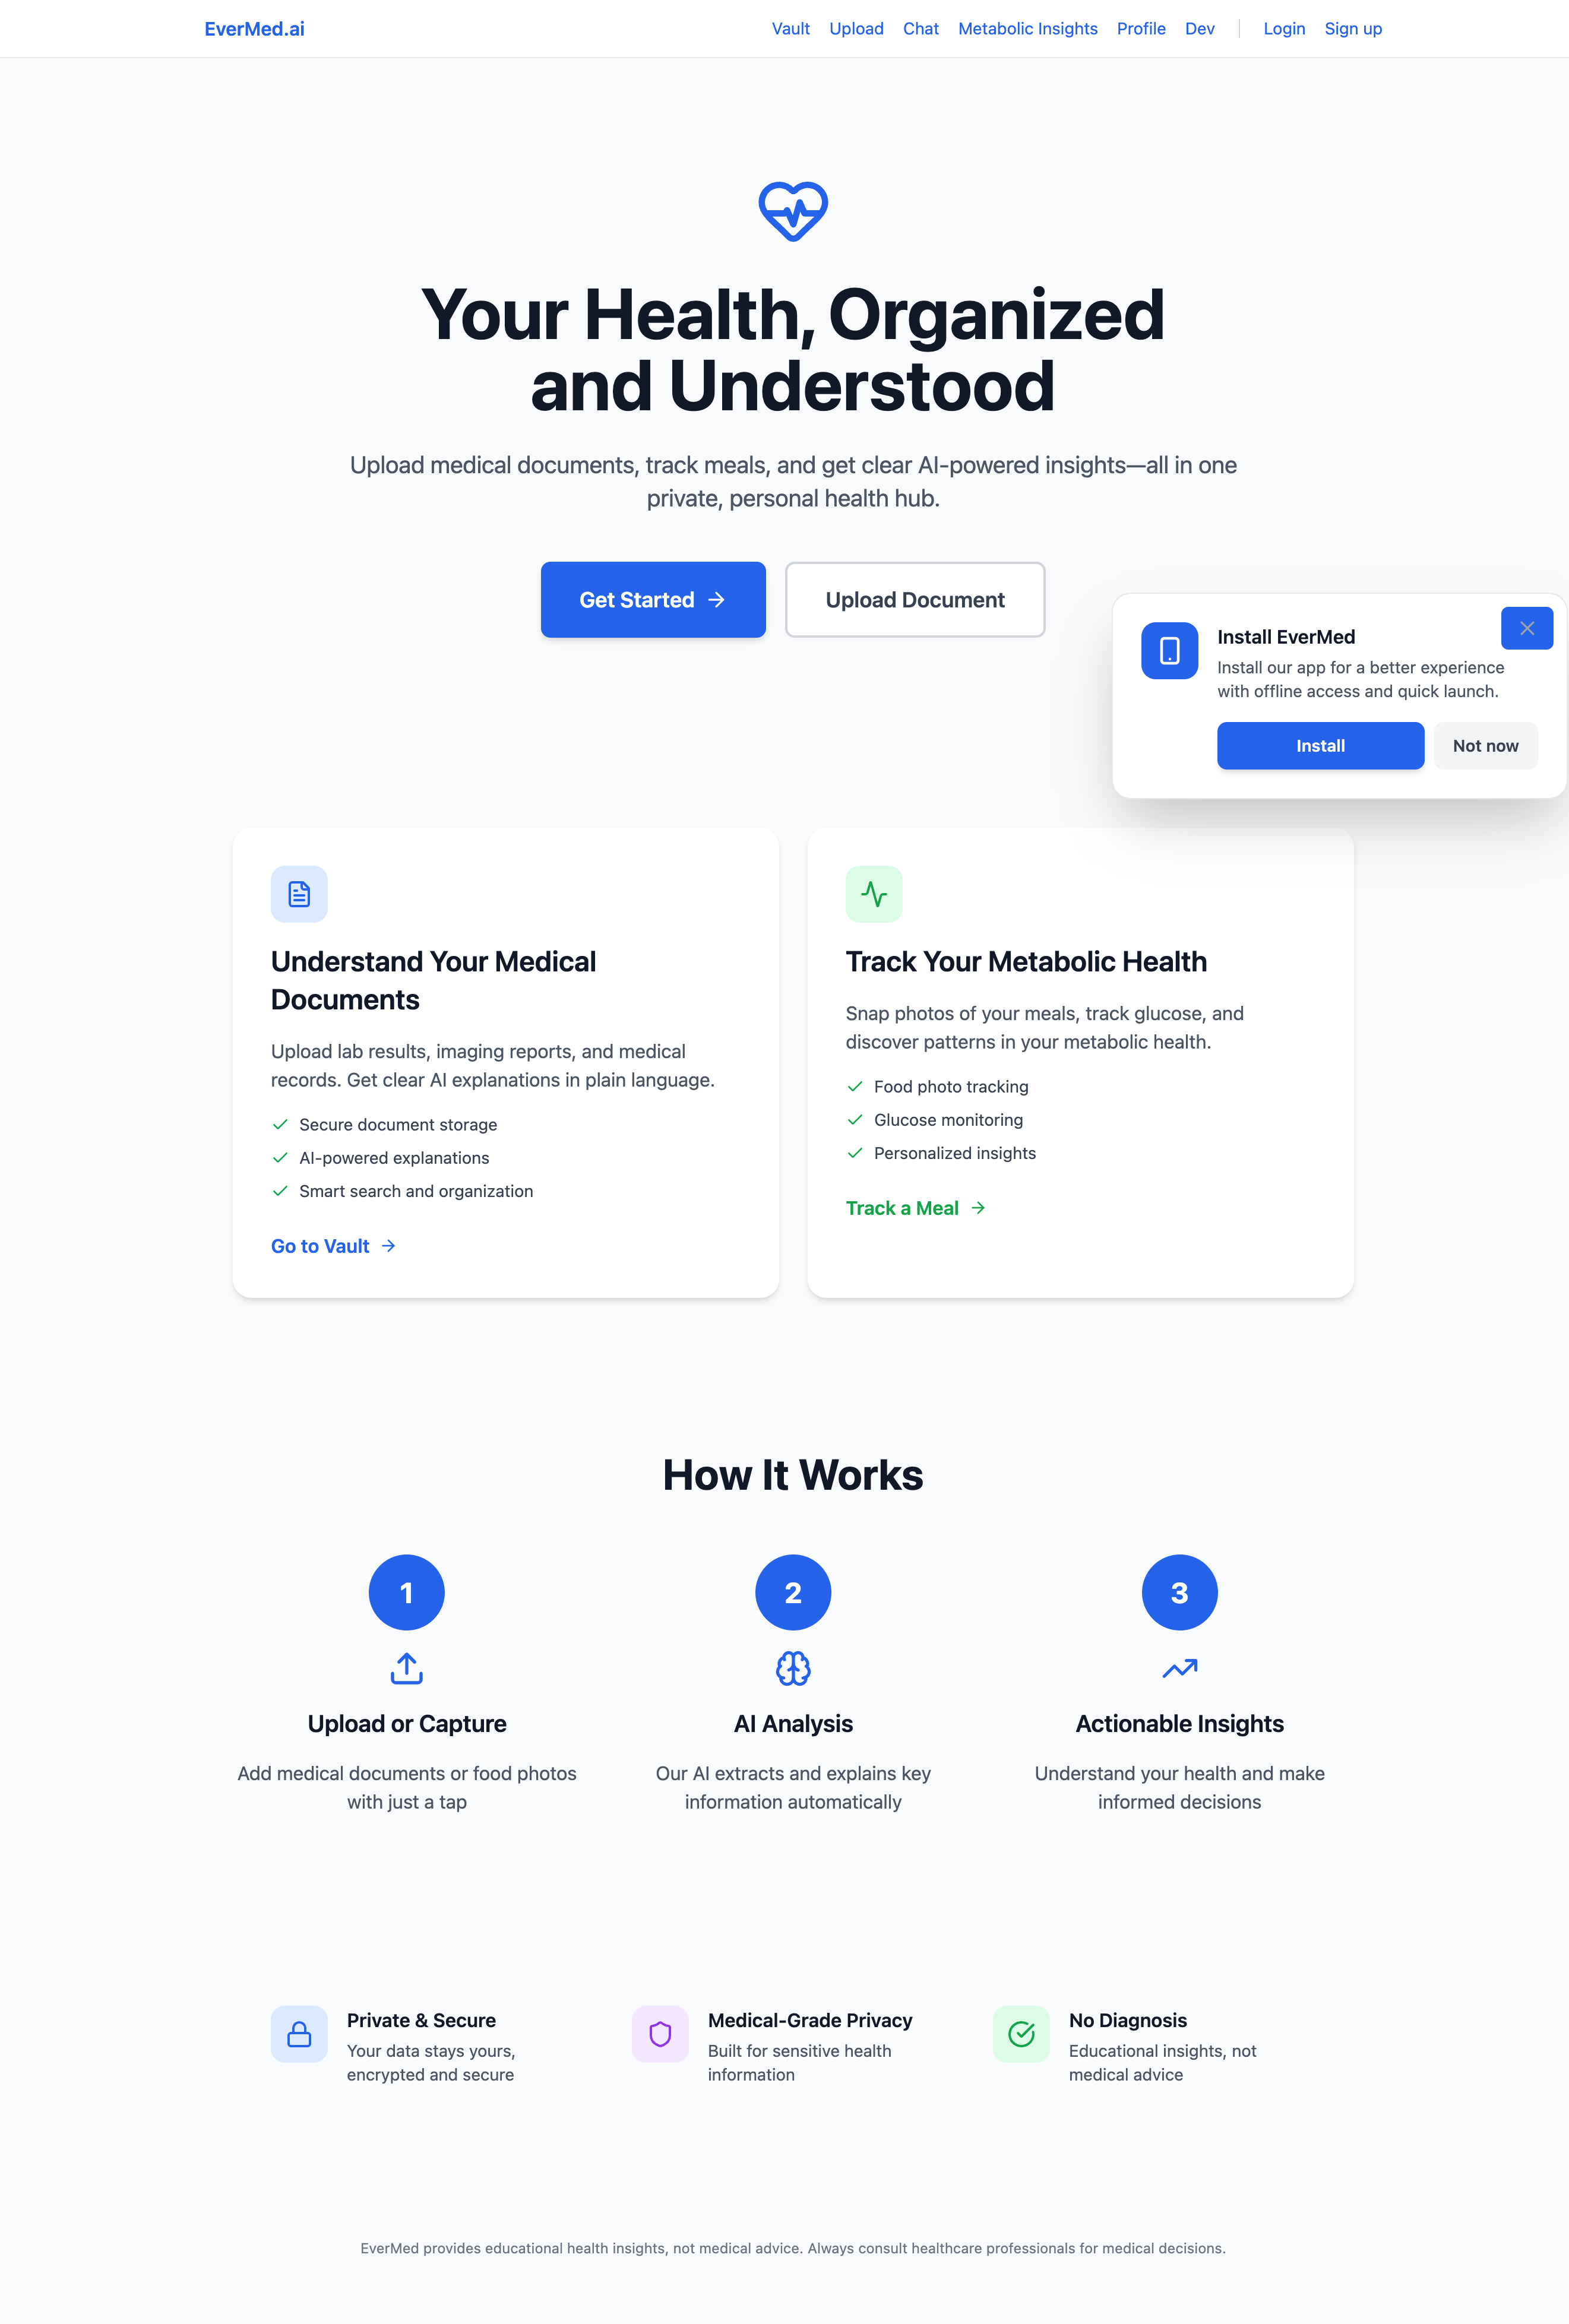 EverMed.ai
Vault Upload Chat Metabolic Insights Profile Dev Login Sign up
Your Health, Organized
and Understood
Upload medical documents, track meals, and get clear AI-powered insights—all in one
private, personal health hub.
Get Started
Upload Document
Install EverMed
Install our app for a better experience
with offline access and quick launch.
Install
Not now
Understand Your Medical
Documents
Upload lab results, imaging reports, and medical
records. Get clear AI explanations in plain language.
Secure document storage
AI-powered explanations
Smart search and organization
Go to Vault
Track Your Metabolic Health
Snap photos of your meals, track glucose, and
discover patterns in your metabolic health.
Food photo tracking
Glucose monitoring
Personalized insights
Track a Meal
How It Works
1
Upload or Capture
Add medical documents or food photos
with just a tap
2
AI Analysis
Our AI extracts and explains key
information automatically
3
Actionable Insights
Understand your health and make
informed decisions
Private & Secure
Your data stays yours,
encrypted and secure
Medical-Grade Privacy
Built for sensitive health
information
No Diagnosis
Educational insights, not
medical advice
EverMed provides educational health insights, not medical advice. Always consult healthcare professionals for medical decisions.